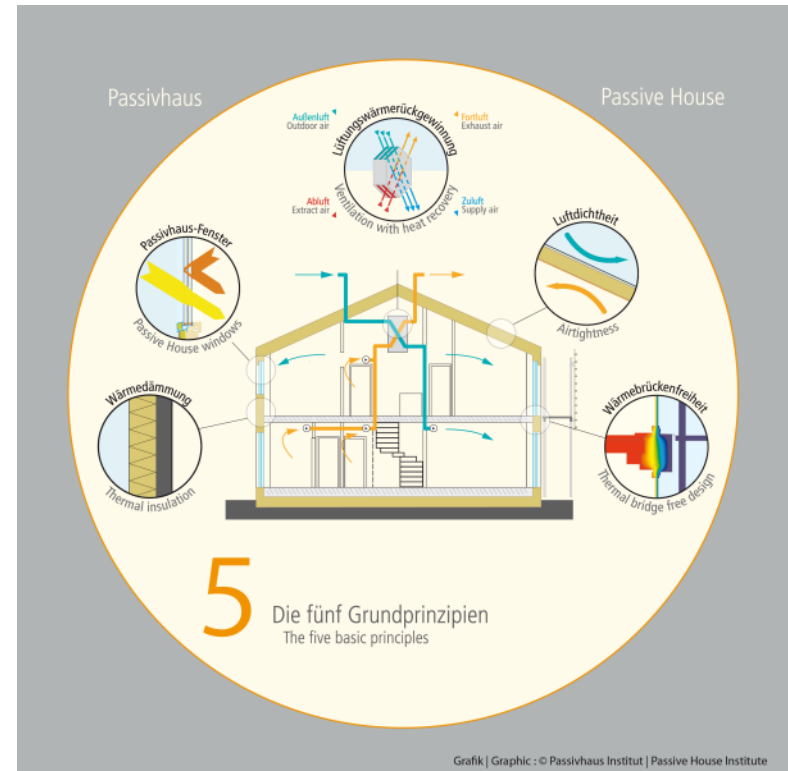 Passivhaus
Passive House
Außenluft
Outdoor air
Fortluft
Exhaust air
Lüftungswärmerückgewinnung
Ventilation with heat recovery
Abluft
Extract air
Zuluft
Supply air
Passivhaus-Fenster
Passive House windows
Luftdichtheit
Airtightness
Wärmedämmung
Thermal insulation
Wärmebrückenfreiheit
Thermal bridge free design
5
Die fünf Grundprinzipien
The five basic principles
Grafik | Graphic : © Passivhaus Institut | Passive House Institute